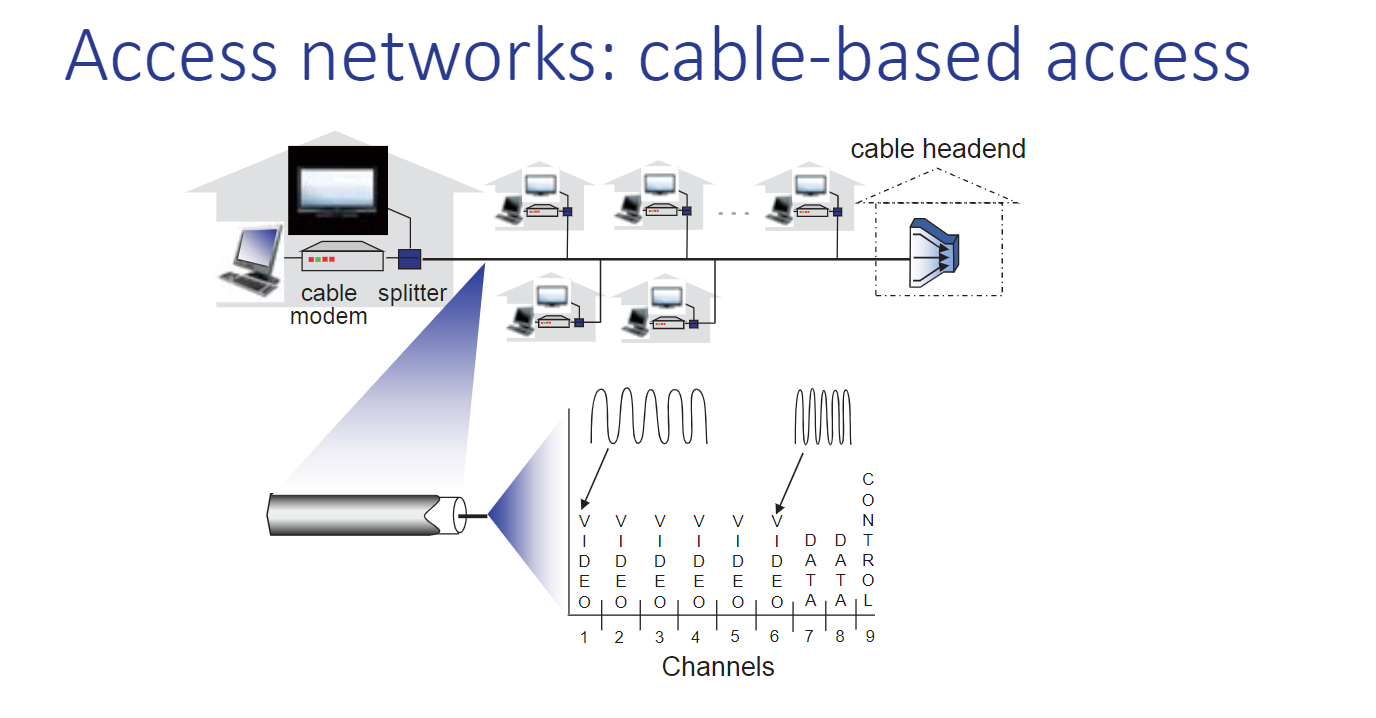 Access networks: cable-based access
cable headend
cable
modem
splitter
...
VIDEO
VIDEO
VIDEO
VIDEO
VIDEO
VIDEO
DATA
DATA
CONTROL
1 2 3 4 5 6 7 8 9
Channels